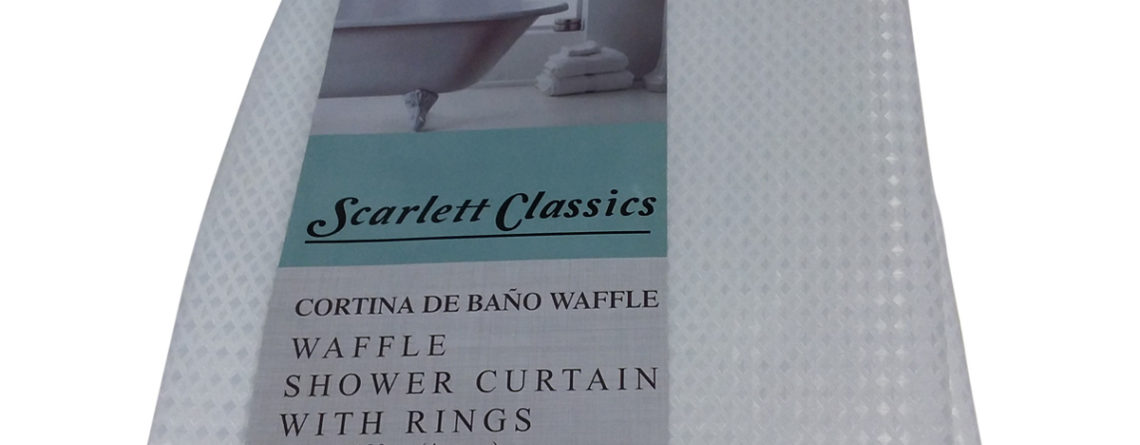 Scarlett Classics
CORTINA DE BAÑO WAFFLE
WAFFLE
SHOWER CURTAIN
WITH RINGS